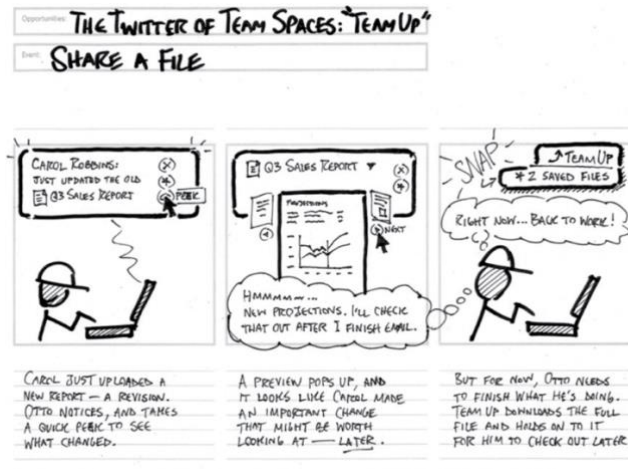 Opportunities: THE TWITTER OF TEAM SPACES: "TEAMUP"
Event: SHARE A FILE
CAROL ROBBINS:
JUST UPDATED THE OLD
Q3 SALES REPORT
PEEK
Q3 SALES REPORT
PROJECTIONS
NEXT
HMMMMM...
NEW PROJECTIONS. I'LL CHECK
THAT OUT AFTER I FINISH EMAIL.
SNAP
TEAMUP
* 2 SAVED FILES
RIGHT NOW... BACK TO WORK!
CAROL JUST UPLOADED A
NEW REPORT — A REVISION.
OTTO NOTICES, AND TAKES
A QUICK PEEK TO SEE
WHAT CHANGED.
A PREVIEW POPS UP, AND
IT LOOKS LIKE CAROL MADE
AN IMPORTANT CHANGE
THAT MIGHT BE WORTH
LOOKING AT — LATER.
BUT FOR NOW, OTTO NEEDS
TO FINISH WHAT HE'S DOING.
TEAM UP DOWNLOADS THE FULL
FILE AND HOLDS ON TO IT
FOR HIM TO CHECK OUT LATER